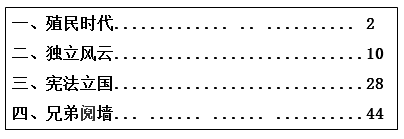 一、殖民时代............. .. .......... 2
二、独立风云............................10
三、宪法立国............................28
四、兄弟阋墙... ...... ...... ..........44